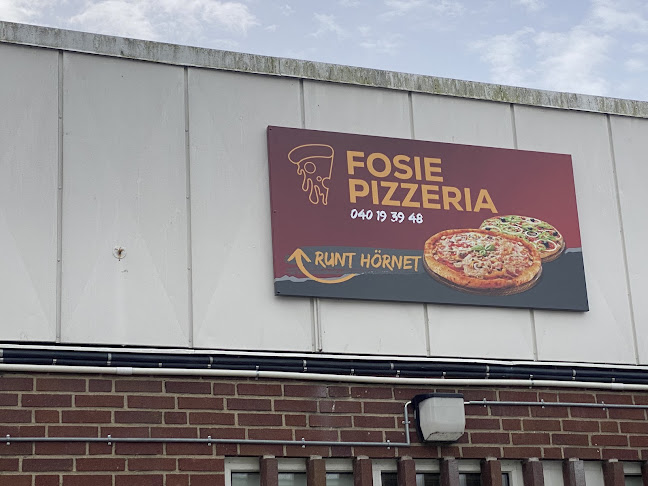 FOSIE
PIZZERIA
040 19 39 48
RUNT HÖRNET